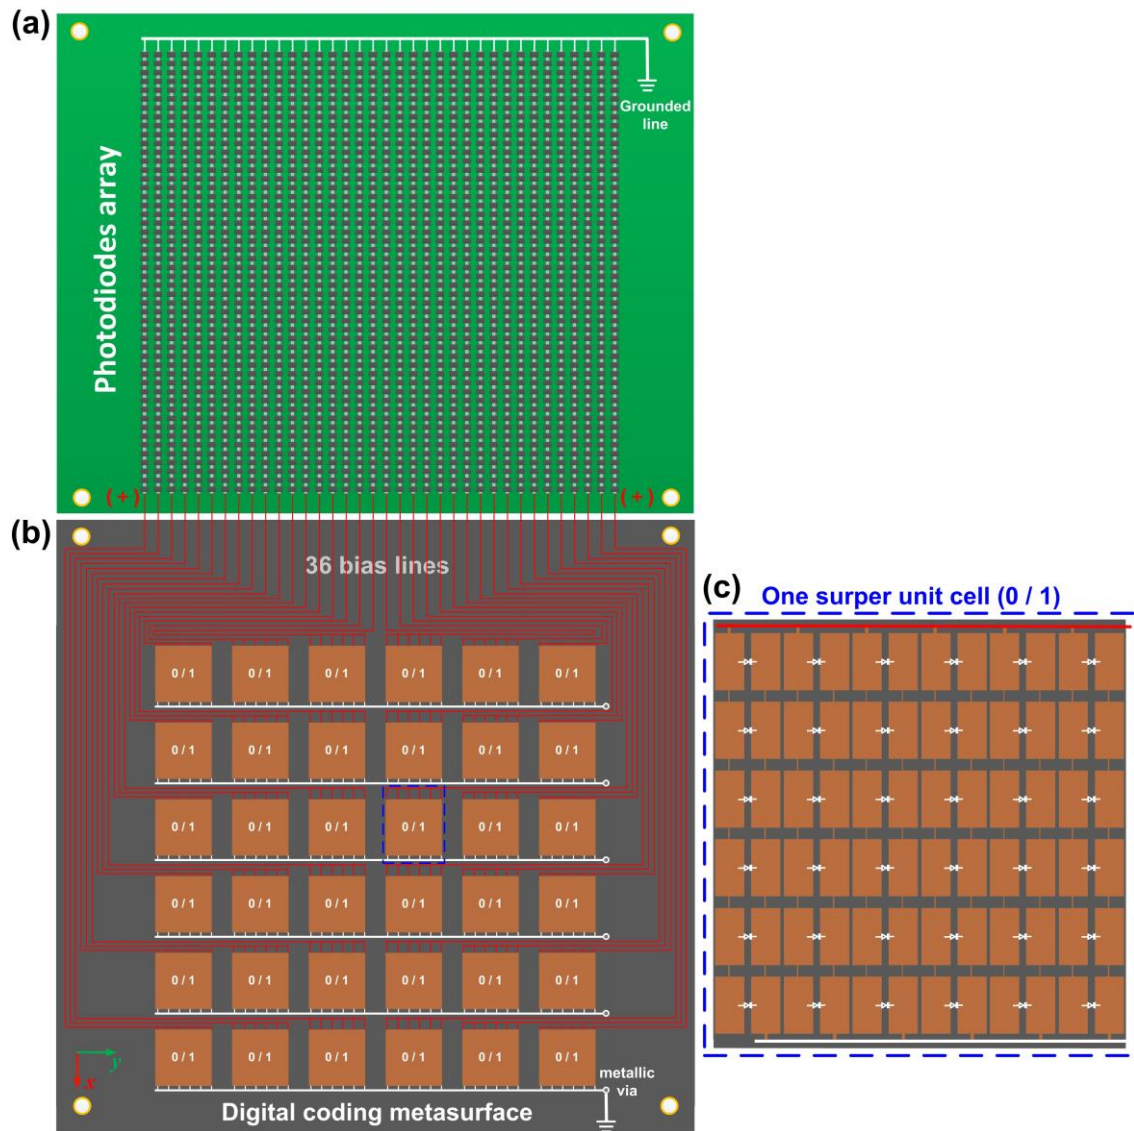 (a)
Grounded
line
Photodiodes array
(+) (+)
(b)
36 bias lines
0 / 1 0 / 1 0 / 1 0 / 1 0 / 1 0 / 1
0 / 1 0 / 1 0 / 1 0 / 1 0 / 1 0 / 1
0 / 1 0 / 1 0 / 1 0 / 1 0 / 1 0 / 1
0 / 1 0 / 1 0 / 1 0 / 1 0 / 1 0 / 1
0 / 1 0 / 1 0 / 1 0 / 1 0 / 1 0 / 1
0 / 1 0 / 1 0 / 1 0 / 1 0 / 1 0 / 1
y
x
metallic
via
Digital coding metasurface
(c)
One surper unit cell (0 / 1)